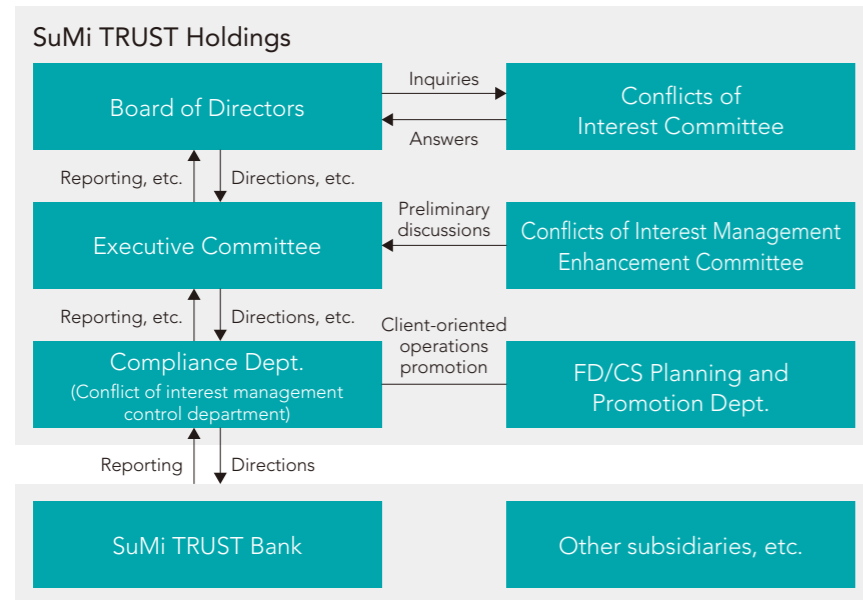 SuMi TRUST Holdings
Board of Directors
Inquiries
Answers
Conflicts of
Interest Committee
Reporting, etc.
Directions, etc.
Executive Committee
Preliminary
discussions
Conflicts of Interest Management
Enhancement Committee
Reporting, etc.
Directions, etc.
Compliance Dept.
(Conflict of interest management
control department)
Client-oriented
operations
promotion
FD/CS Planning and
Promotion Dept.
Reporting
Directions
SuMi TRUST Bank
Other subsidiaries, etc.